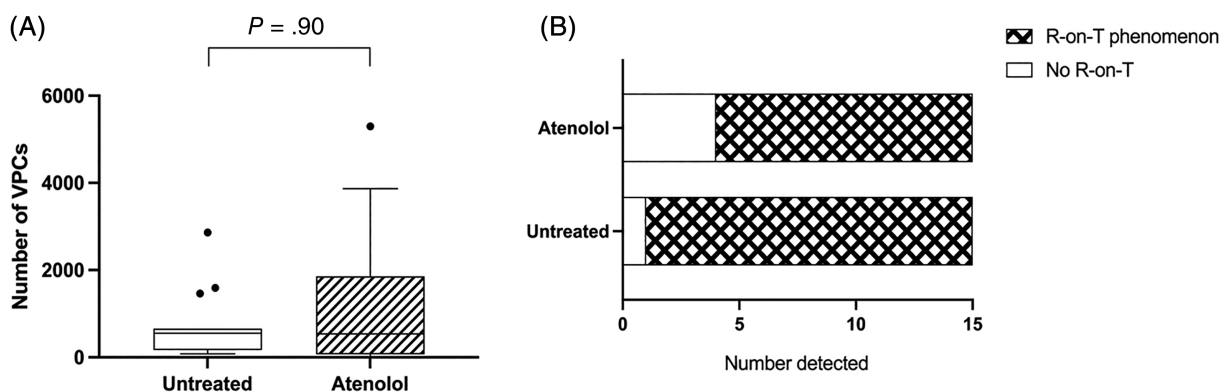 (A)
P = .90
Number of VPCs
6000
4000
2000
0
Untreated
Atenolol
(B)
R-on-T phenomenon
No R-on-T
Atenolol
Untreated
0
5
10
15
Number detected